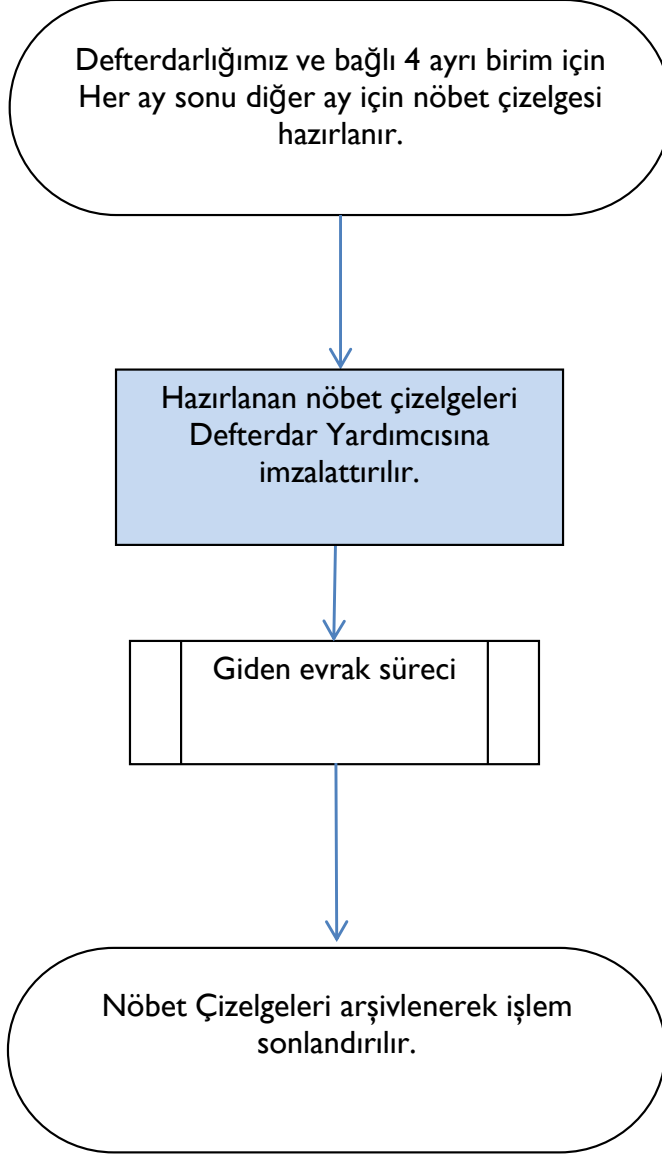 Defterdarlığımız ve bağlı 4 ayrı birim için
Her ay sonu diğer ay için nöbet çizelgesi
hazırlanır.
Hazırlanan nöbet çizelgeleri
Defterdar Yardımcısına
imzalattırılır.
Giden evrak süreci
Nöbet Çizelgeleri arşivlenerek işlem
sonlandırılır.